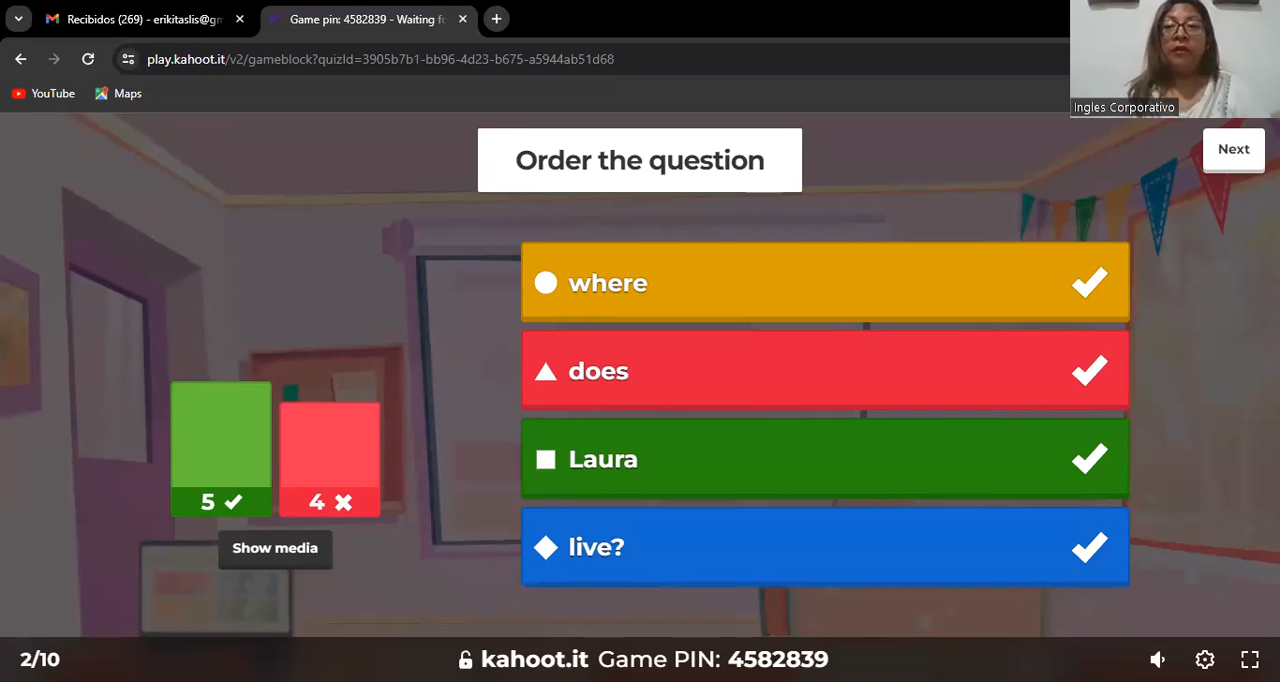 Recibidos (269) - erikitaslis@gm
Game pin: 4582839 - Waiting fo
play.kahoot.it/v2/gameblock?quizId=3905b7b1-bb96-4d23-b675-a5944ab51d68
YouTube
Maps
Ingles Corporativo
Order the question
Next
where
does
Laura
live?
5
4
Show media
2/10
kahoot.it Game PIN: 4582839